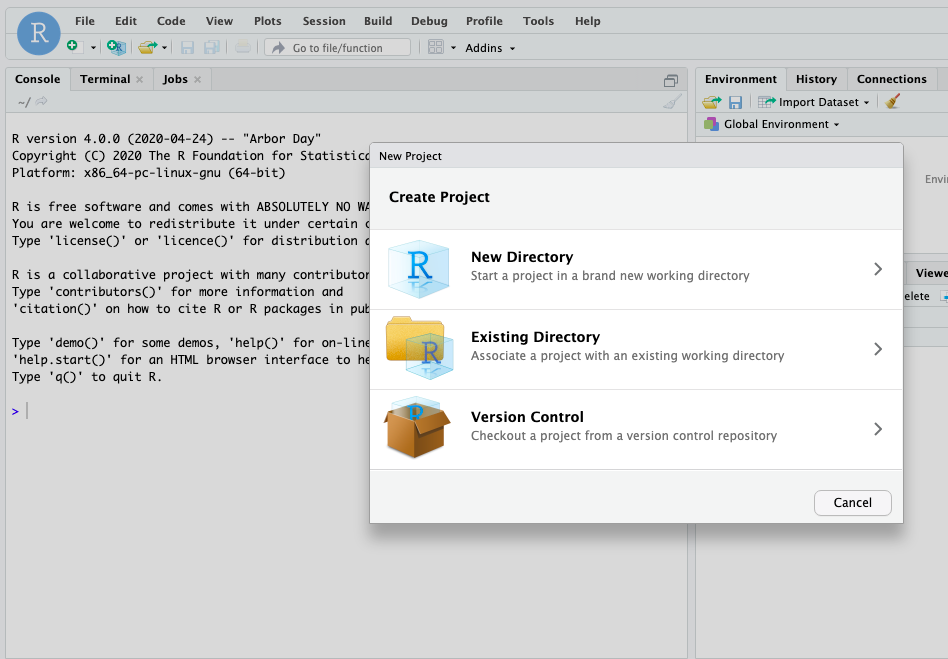 R
File Edit Code View Plots Session Build Debug Profile Tools Help
Go to file/function
Addins
Console Terminal Jobs
~/
R version 4.0.0 (2020-04-24) -- "Arbor Day"
Copyright (C) 2020 The R Foundation for Statistica
Platform: x86_64-pc-linux-gnu (64-bit)
R is free software and comes with ABSOLUTELY NO WA
You are welcome to redistribute it under certain c
Type 'license()' or 'licence()' for distribution d
R is a collaborative project with many contributor
Type 'contributors()' for more information and
'citation()' on how to cite R or R packages in pub
Type 'demo()' for some demos, 'help()' for on-line
'help.start()' for an HTML browser interface to he
Type 'q()' to quit R.
>
Environment History Connections
Import Dataset
Global Environment
Envi
Viewe
elete
New Project
Create Project
R
New Directory
Start a project in a brand new working directory
R
Existing Directory
Associate a project with an existing working directory
Version Control
Checkout a project from a version control repository
Cancel